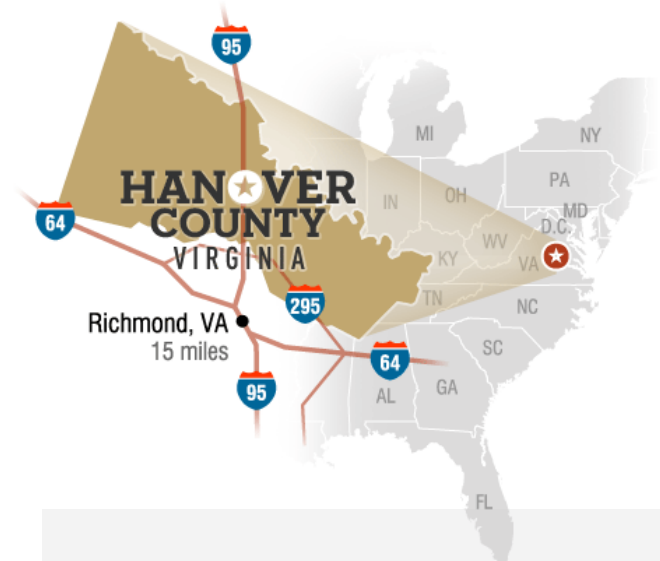 95
MI
NY
PA
HANOVER
COUNTY
VIRGINIA
IN
OH
MD
D.C.
WV
VA
KY
64
TN
NC
295
Richmond, VA
15 miles
SC
64
95
AL
GA
FL